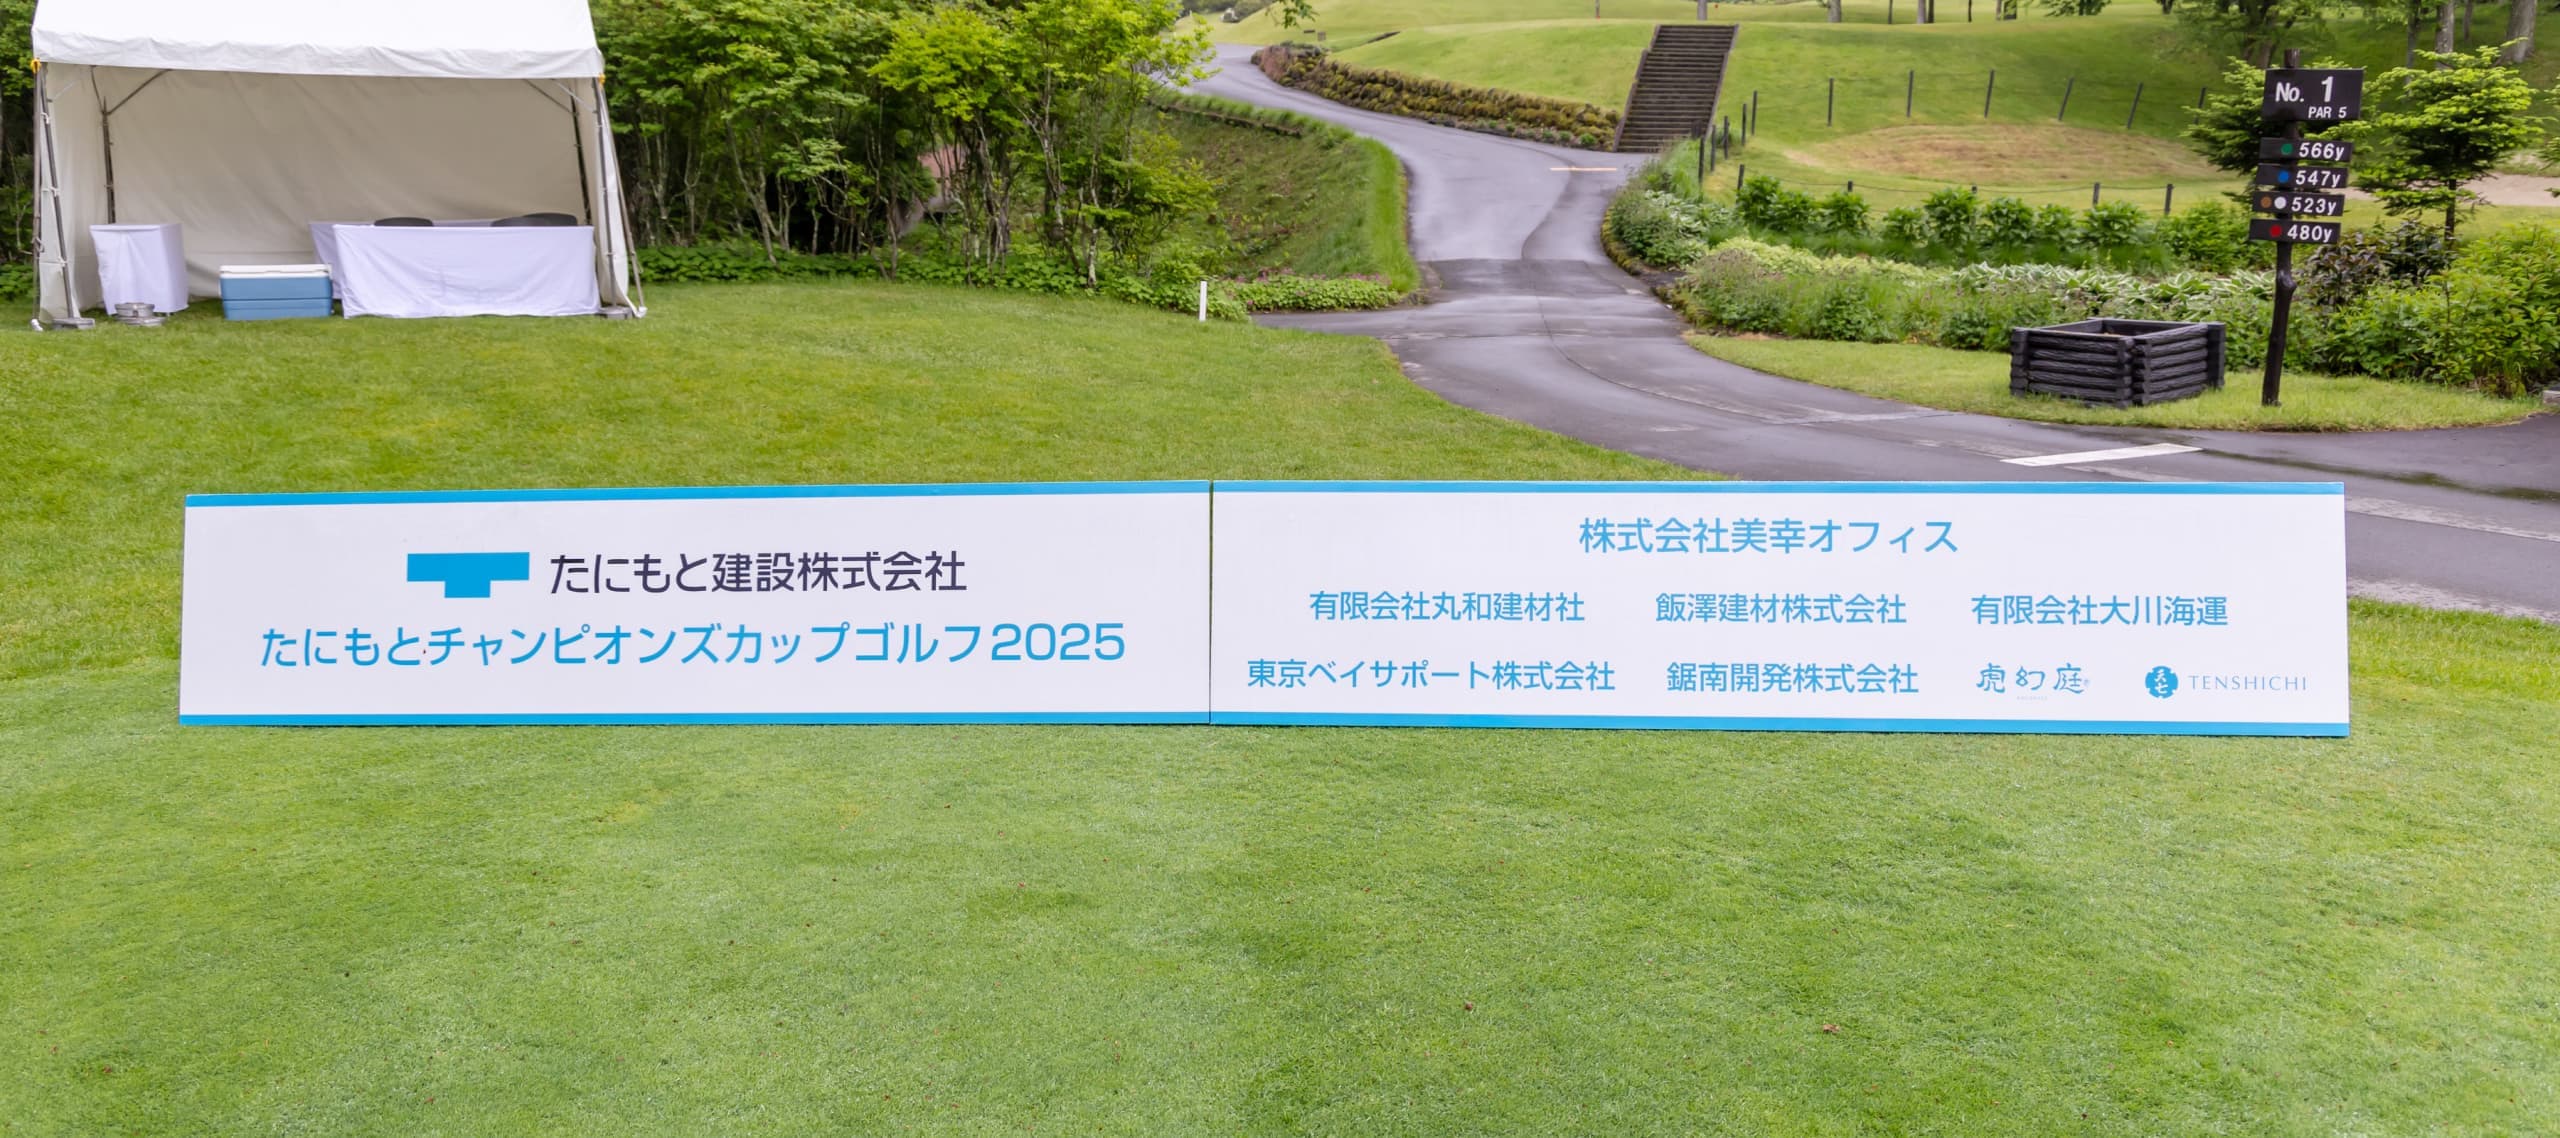 No. 1
PAR 5
566y
547y
523y
480y
たにもと建設株式会社
たにもとチャンピオンズカップゴルフ2025
株式会社美幸オフィス
有限会社丸和建材社 飯澤建材株式会社 有限会社大川海運
東京ベイサポート株式会社 鋸南開発株式会社 虎幻庭 天七 TENSHICHI